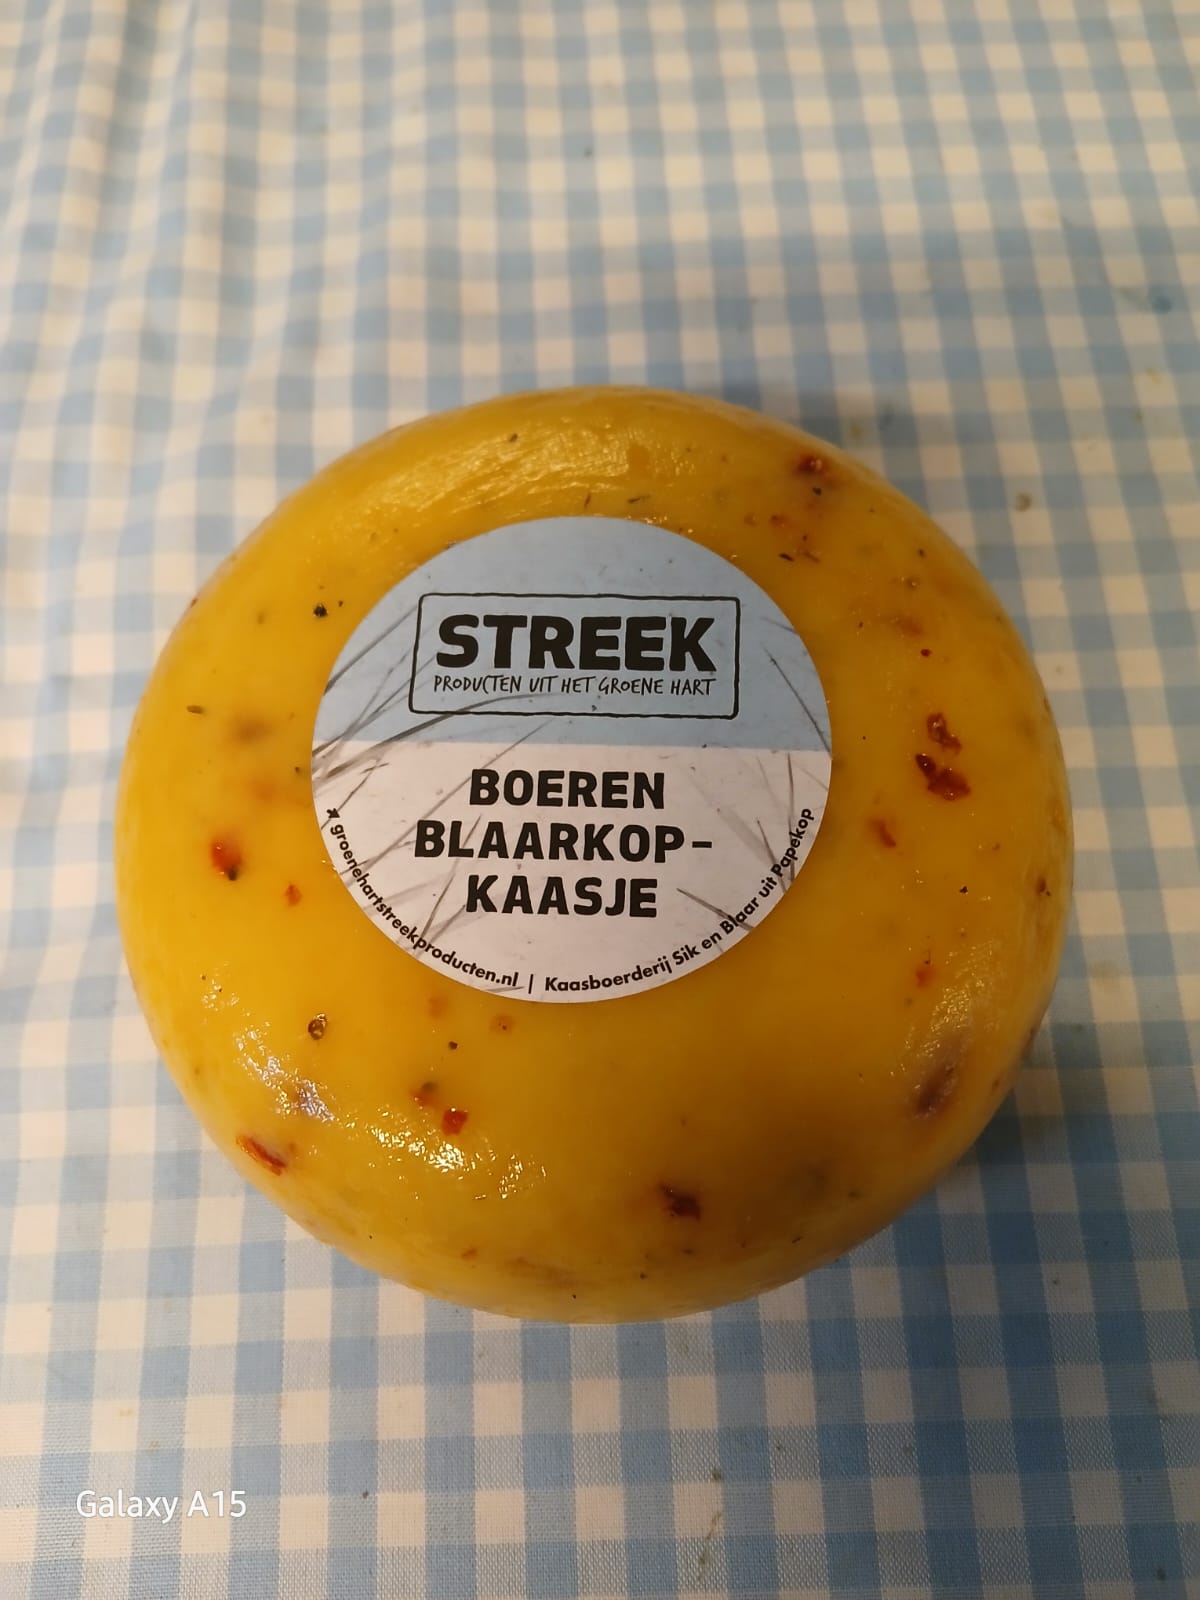 STREEK
PRODUCTEN UIT HET GROENE HART
BOEREN
BLAARKOP-
KAASJE
groenehartstreekproducten.nl | Kaasboerderij Sik en Blaar uit Papekop
Galaxy A15